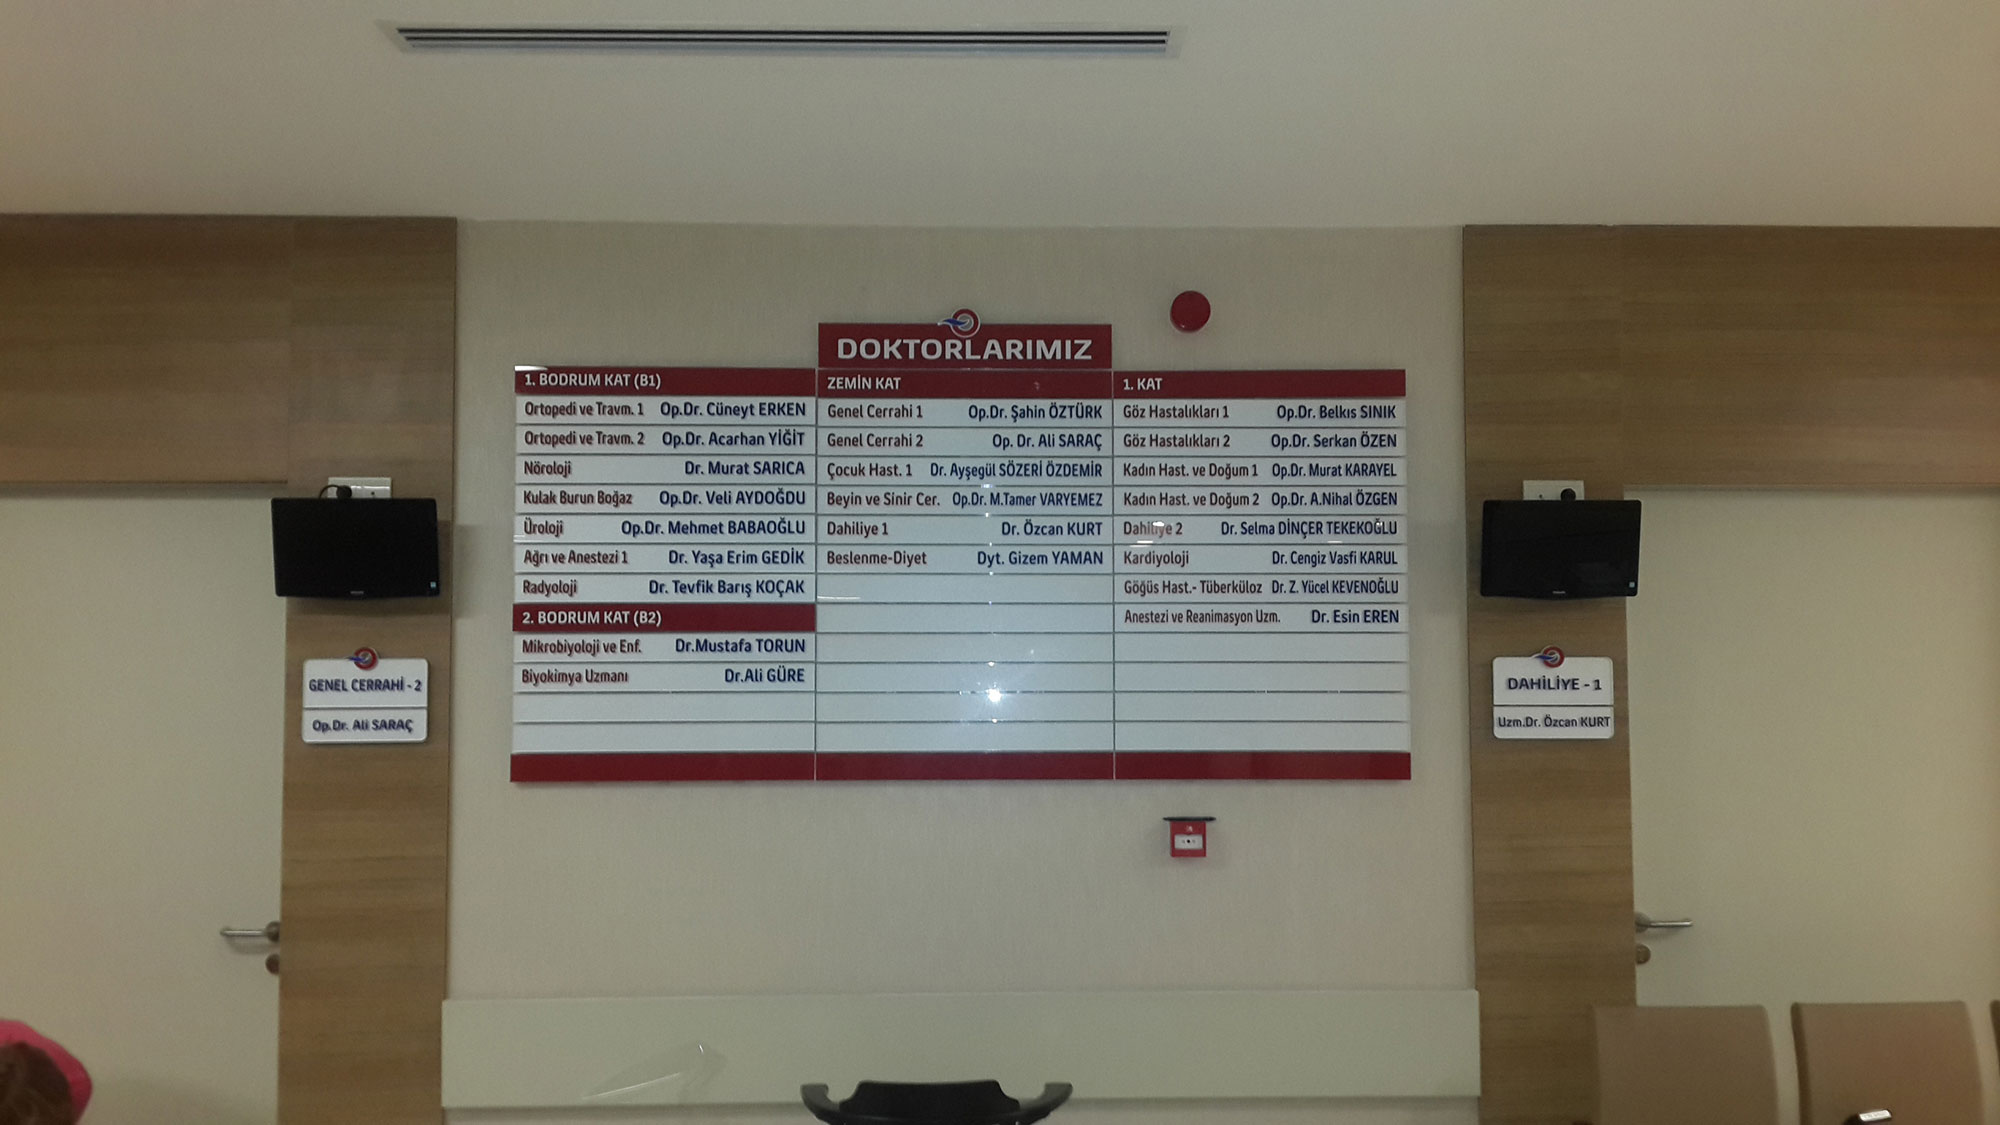 DOKTORLARIMIZ
1. BODRUM KAT (B1)
Ortopedi ve Travm. 1 Op.Dr. Cüneyt ERKEN
Ortopedi ve Travm. 2 Op.Dr. Acarhan YİĞİT
Nöroloji Dr. Murat SARICA
Kulak Burun Boğaz Op.Dr. Veli AYDOĞDU
Üroloji Op.Dr. Mehmet BABAOĞLU
Ağrı ve Anestezi 1 Dr. Yaşa Erim GEDİK
Radyoloji Dr. Tevfik Barış KOÇAK
2. BODRUM KAT (B2)
Mikrobiyoloji ve Enf. Dr.Mustafa TORUN
Biyokimya Uzmanı Dr.Ali GÜRE
ZEMİN KAT
Genel Cerrahi 1 Op.Dr. Şahin ÖZTÜRK
Genel Cerrahi 2 Op. Dr. Ali SARAÇ
Çocuk Hast. 1 Dr. Ayşegül SÖZERİ ÖZDEMİR
Beyin ve Sinir Cer. Op.Dr. M.Tamer VARYEMEZ
Dahiliye 1 Dr. Özcan KURT
Beslenme-Diyet Dyt. Gizem YAMAN
1. KAT
Göz Hastalıkları 1 Op.Dr. Belkıs SINIK
Göz Hastalıkları 2 Op.Dr. Serkan ÖZEN
Kadın Hast. ve Doğum 1 Op.Dr. Murat KARAYEL
Kadın Hast. ve Doğum 2 Op.Dr. A.Nihal ÖZGEN
Dahiliye 2 Dr. Selma DİNÇER TEKEKOĞLU
Kardiyoloji Dr. Cengiz Vasfi KARUL
Göğüs Hast.- Tüberküloz Dr. Z. Yücel KEVENOĞLU
Anestezi ve Reanimasyon Uzm. Dr. Esin EREN
GENEL CERRAHİ - 2
Op.Dr. Ali SARAÇ
DAHİLİYE - 1
Uzm.Dr. Özcan KURT